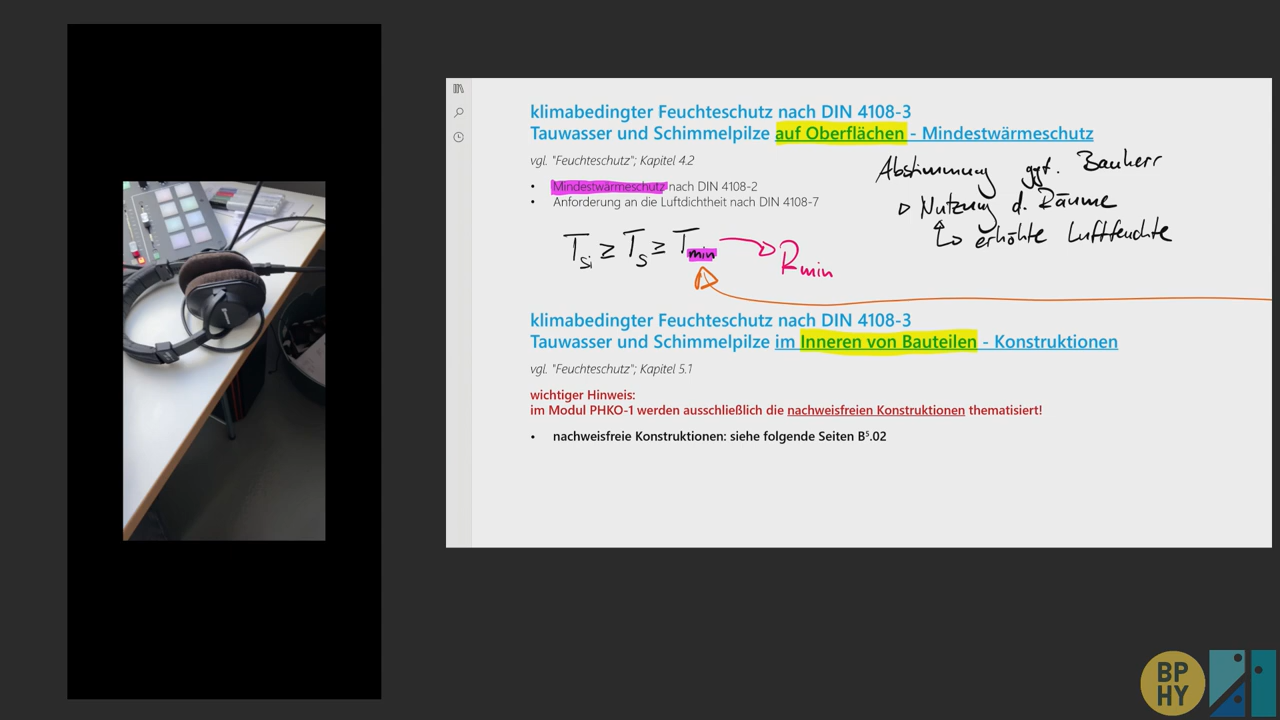 klimabedingter Feuchteschutz nach DIN 4108-3
Tauwasser und Schimmelpilze auf Oberflächen - Mindestwärmeschutz
vgl. "Feuchteschutz"; Kapitel 4.2
• Mindestwärmeschutz nach DIN 4108-2
• Anforderung an die Luftdichtheit nach DIN 4108-7
Abstimmung ggf. Bauherr
▷ Nutzung d. Räume
↳ erhöhte Luftfeuchte
Tsi ≥ Ts ≥ Tmin → Rmin
klimabedingter Feuchteschutz nach DIN 4108-3
Tauwasser und Schimmelpilze im Inneren von Bauteilen - Konstruktionen
vgl. "Feuchteschutz"; Kapitel 5.1
wichtiger Hinweis:
im Modul PHKO-1 werden ausschließlich die nachweisfreien Konstruktionen thematisiert!
• nachweisfreie Konstruktionen: siehe folgende Seiten B⁵.02
BP
HY